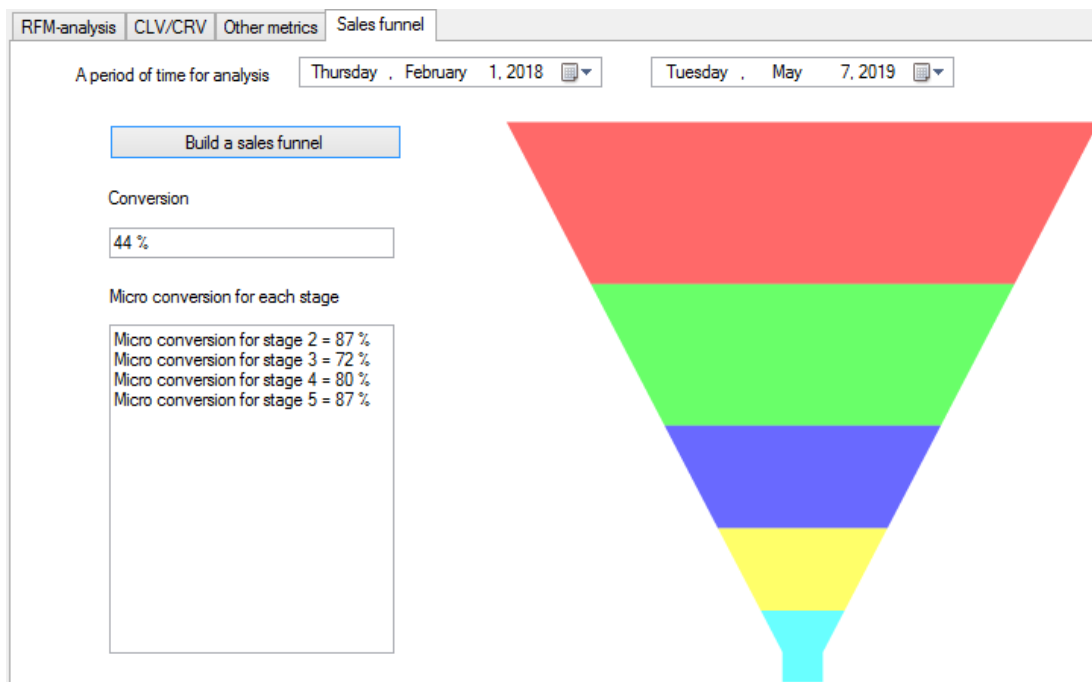 RFM-analysis CLV/CRV Other metrics Sales funnel
A period of time for analysis Thursday , February 1, 2018 Tuesday , May 7, 2019
Build a sales funnel
Conversion
44 %
Micro conversion for each stage
Micro conversion for stage 2 = 87 %
Micro conversion for stage 3 = 72 %
Micro conversion for stage 4 = 80 %
Micro conversion for stage 5 = 87 %